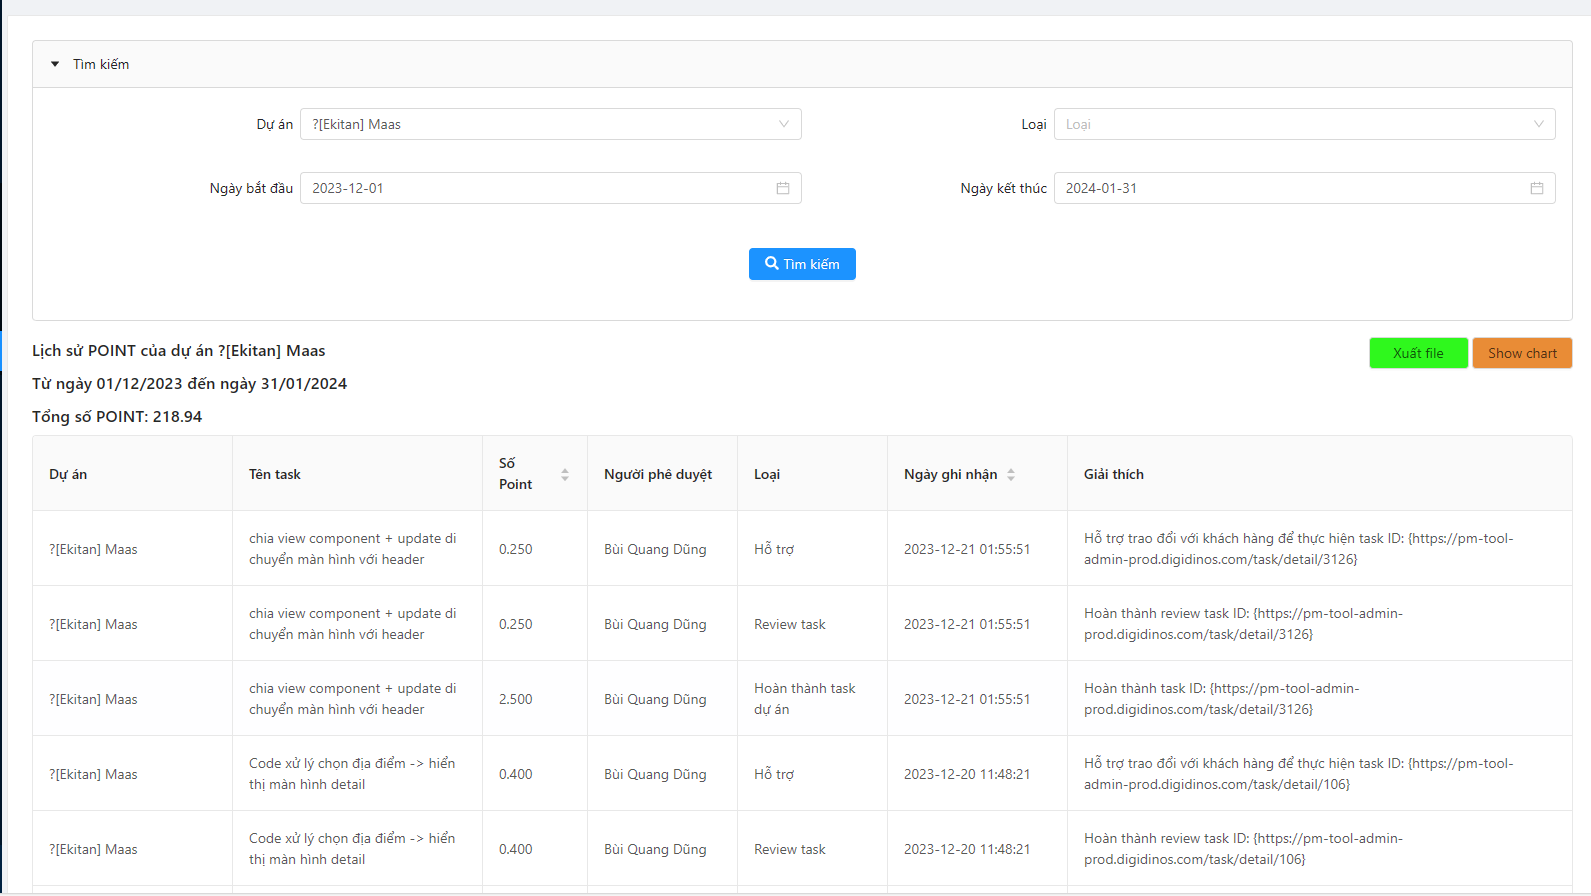 Tìm kiếm
Dự án ?[Ekitan] Maas
Loại Loại
Ngày bắt đầu 2023-12-01
Ngày kết thúc 2024-01-31
Tìm kiếm
Lịch sử POINT của dự án ?[Ekitan] Maas
Xuất file
Show chart
Từ ngày 01/12/2023 đến ngày 31/01/2024
Tổng số POINT: 218.94
Dự án
Tên task
Số
Point
Người phê duyệt
Loại
Ngày ghi nhận
Giải thích
?[Ekitan] Maas
chia view component + update di
chuyển màn hình với header
0.250
Bùi Quang Dũng
Hỗ trợ
2023-12-21 01:55:51
Hỗ trợ trao đổi với khách hàng để thực hiện task ID: {https://pm-tool-
admin-prod.digidinos.com/task/detail/3126}
?[Ekitan] Maas
chia view component + update di
chuyển màn hình với header
0.250
Bùi Quang Dũng
Review task
2023-12-21 01:55:51
Hoàn thành review task ID: {https://pm-tool-admin-
prod.digidinos.com/task/detail/3126}
?[Ekitan] Maas
chia view component + update di
chuyển màn hình với header
2.500
Bùi Quang Dũng
Hoàn thành task
dự án
2023-12-21 01:55:51
Hoàn thành task ID: {https://pm-tool-admin-
prod.digidinos.com/task/detail/3126}
?[Ekitan] Maas
Code xử lý chọn địa điểm -> hiển
thị màn hình detail
0.400
Bùi Quang Dũng
Hỗ trợ
2023-12-20 11:48:21
Hỗ trợ trao đổi với khách hàng để thực hiện task ID: {https://pm-tool-
admin-prod.digidinos.com/task/detail/106}
?[Ekitan] Maas
Code xử lý chọn địa điểm -> hiển
thị màn hình detail
0.400
Bùi Quang Dũng
Review task
2023-12-20 11:48:21
Hoàn thành review task ID: {https://pm-tool-admin-
prod.digidinos.com/task/detail/106}